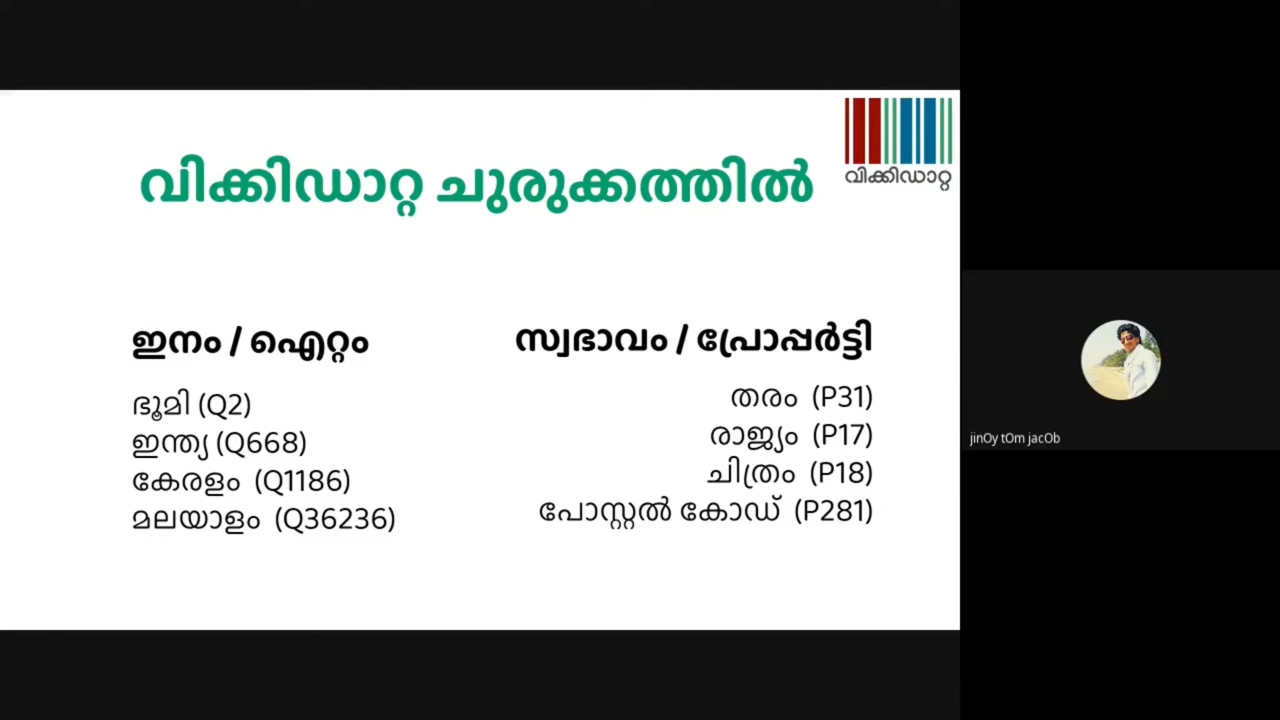 വിക്കിഡാറ്റ ചുരുക്കത്തിൽ
വിക്കിഡാറ്റ
ഇനം / ഐറ്റം
ഭൂമി (Q2)
ഇന്ത്യ (Q668)
കേരളം (Q1186)
മലയാളം (Q36236)
സ്വഭാവം / പ്രോപ്പർട്ടി
തരം (P31)
രാജ്യം (P17)
ചിത്രം (P18)
പോസ്റ്റൽ കോഡ് (P281)
jinOy tOm jacOb